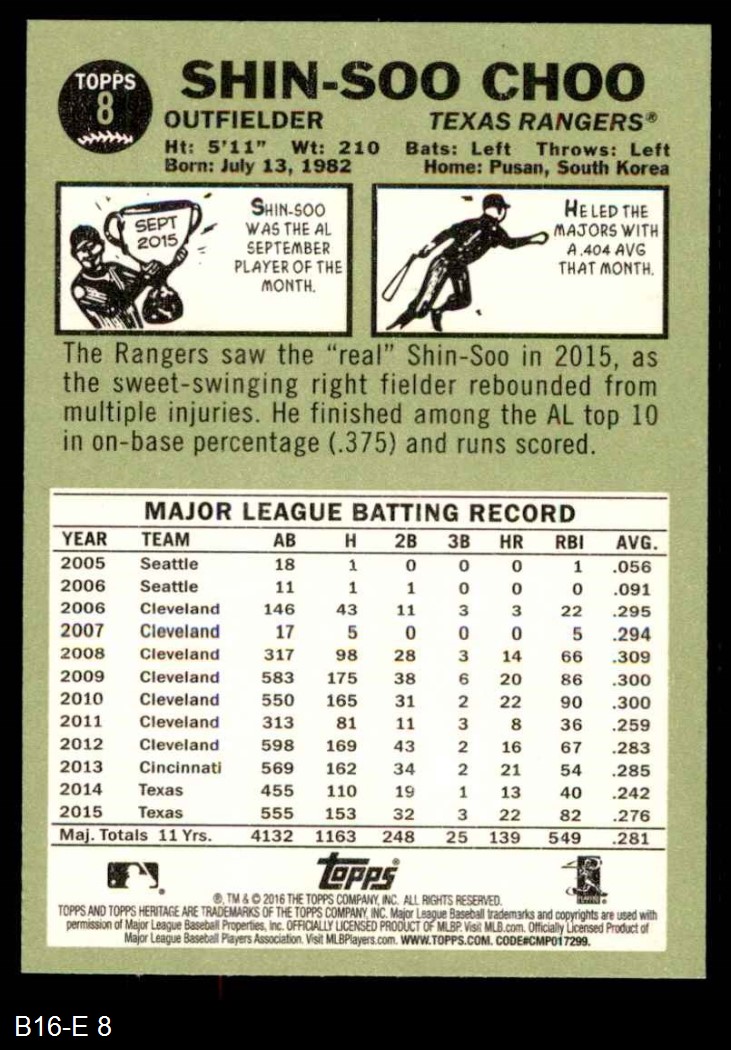 TOPPS
8
SHIN-SOO CHOO
OUTFIELDER TEXAS RANGERS®
Ht: 5'11" Wt: 210 Bats: Left Throws: Left
Born: July 13, 1982 Home: Pusan, South Korea
SEPT
2015
SHIN-SOO
WAS THE AL
SEPTEMBER
PLAYER OF THE
MONTH.
HE LED THE
MAJORS WITH
A .404 AVG
THAT MONTH.
The Rangers saw the "real" Shin-Soo in 2015, as
the sweet-swinging right fielder rebounded from
multiple injuries. He finished among the AL top 10
in on-base percentage (.375) and runs scored.
MAJOR LEAGUE BATTING RECORD
YEAR TEAM AB H 2B 3B HR RBI AVG.
2005 Seattle 18 1 0 0 0 1 .056
2006 Seattle 11 1 1 0 0 0 .091
2006 Cleveland 146 43 11 3 3 22 .295
2007 Cleveland 17 5 0 0 0 5 .294
2008 Cleveland 317 98 28 3 14 66 .309
2009 Cleveland 583 175 38 6 20 86 .300
2010 Cleveland 550 165 31 2 22 90 .300
2011 Cleveland 313 81 11 3 8 36 .259
2012 Cleveland 598 169 43 2 16 67 .283
2013 Cincinnati 569 162 34 2 21 54 .285
2014 Texas 455 110 19 1 13 40 .242
2015 Texas 555 153 32 3 22 82 .276
Maj. Totals 11 Yrs. 4132 1163 248 25 139 549 .281
Topps®
®, TM & © 2016 THE TOPPS COMPANY, INC. ALL RIGHTS RESERVED.
TOPPS AND TOPPS HERITAGE ARE TRADEMARKS OF THE TOPPS COMPANY, INC. Major League Baseball trademarks and copyrights are used with
permission of Major League Baseball Properties, Inc. OFFICIALLY LICENSED PRODUCT OF MLBP. Visit MLB.com. Officially Licensed Product of
Major League Baseball Players Association. Visit MLBPlayers.com. WWW.TOPPS.COM. CODE#CMP017299.
B16-E 8